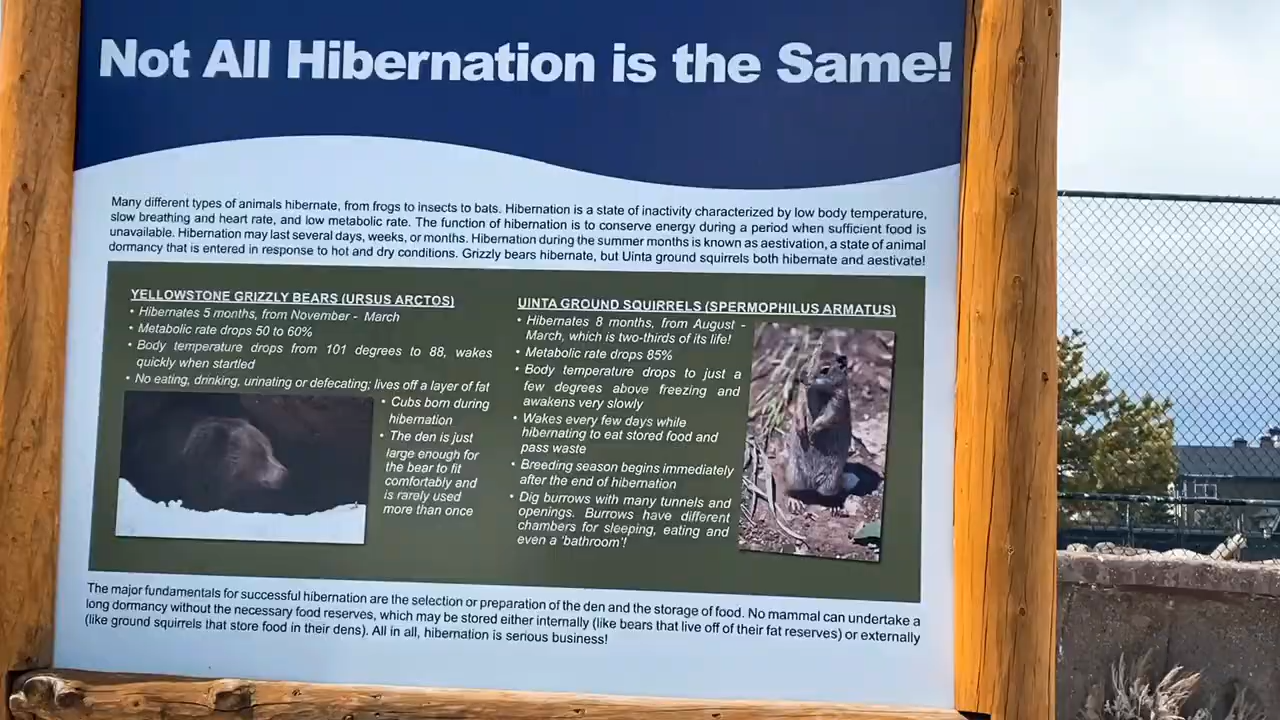 Not All Hibernation is the Same!
Many different types of animals hibernate, from frogs to insects to bats. Hibernation is a state of inactivity characterized by low body temperature,
slow breathing and heart rate, and low metabolic rate. The function of hibernation is to conserve energy during a period when sufficient food is
unavailable. Hibernation may last several days, weeks, or months. Hibernation during the summer months is known as aestivation, a state of animal
dormancy that is entered in response to hot and dry conditions. Grizzly bears hibernate, but Uinta ground squirrels both hibernate and aestivate!
YELLOWSTONE GRIZZLY BEARS (URSUS ARCTOS)
• Hibernates 5 months, from November - March
• Metabolic rate drops 50 to 60%
• Body temperature drops from 101 degrees to 88, wakes
quickly when startled
• No eating, drinking, urinating or defecating; lives off a layer of fat
• Cubs born during
hibernation
• The den is just
large enough for
the bear to fit
comfortably and
is rarely used
more than once
UINTA GROUND SQUIRRELS (SPERMOPHILUS ARMATUS)
• Hibernates 8 months, from August -
March, which is two-thirds of its life!
• Metabolic rate drops 85%
• Body temperature drops to just a
few degrees above freezing and
awakens very slowly
• Wakes every few days while
hibernating to eat stored food and
pass waste
• Breeding season begins immediately
after the end of hibernation
• Dig burrows with many tunnels and
openings. Burrows have different
chambers for sleeping, eating and
even a 'bathroom'!
The major fundamentals for successful hibernation are the selection or preparation of the den and the storage of food. No mammal can undertake a
long dormancy without the necessary food reserves, which may be stored either internally (like bears that live off of their fat reserves) or externally
(like ground squirrels that store food in their dens). All in all, hibernation is serious business!